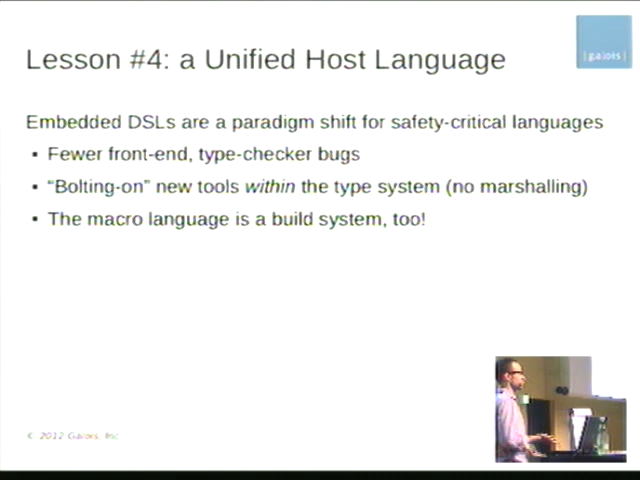 Lesson #4: a Unified Host Language
|galois|
Embedded DSLs are a paradigm shift for safety-critical languages
▪ Fewer front-end, type-checker bugs
▪ “Bolting-on” new tools within the type system (no marshalling)
▪ The macro language is a build system, too!
© 2012 Galois, Inc.